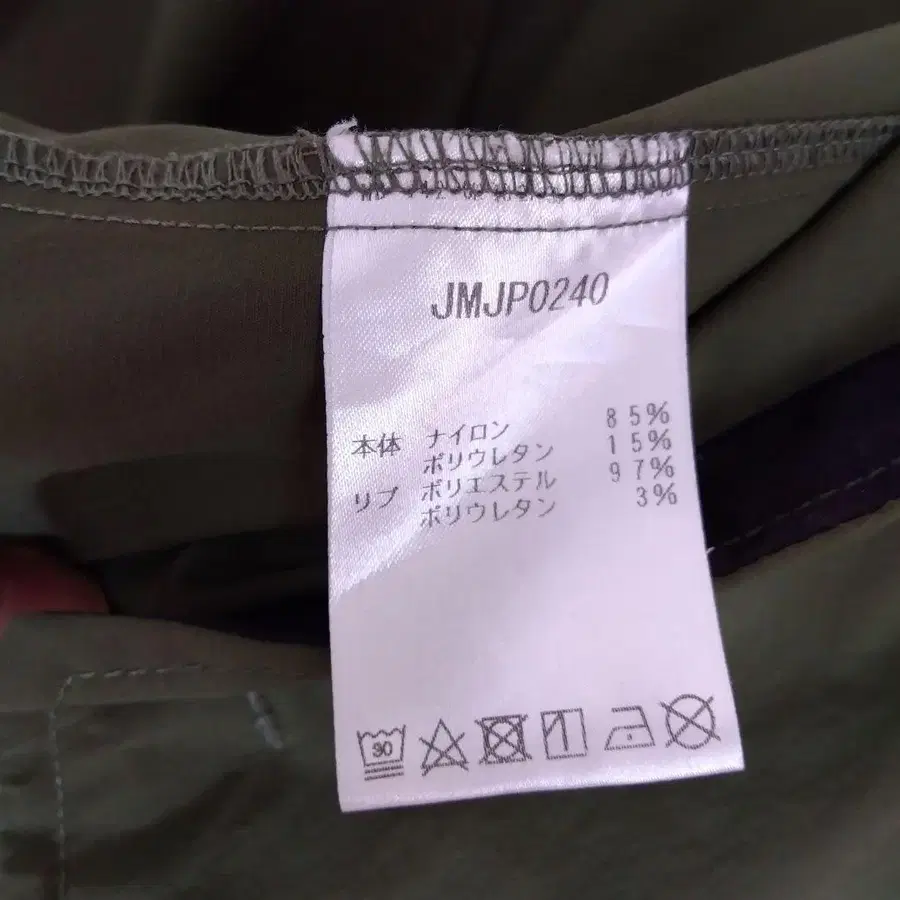 JMJP0240
本体 ナイロン 85%
ポリウレタン 15%
リブ ポリエステル 97%
ポリウレタン 3%
30